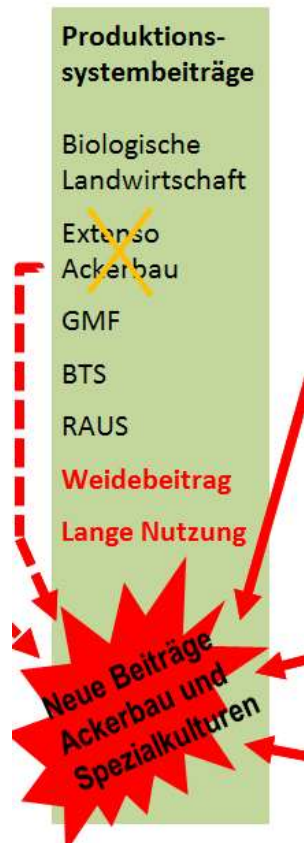 Produktions-
systembeiträge
Biologische
Landwirtschaft
Extenso
Ackerbau
GMF
BTS
RAUS
Weidebeitrag
Lange Nutzung
Neue Beiträge
Ackerbau und
Spezialkulturen